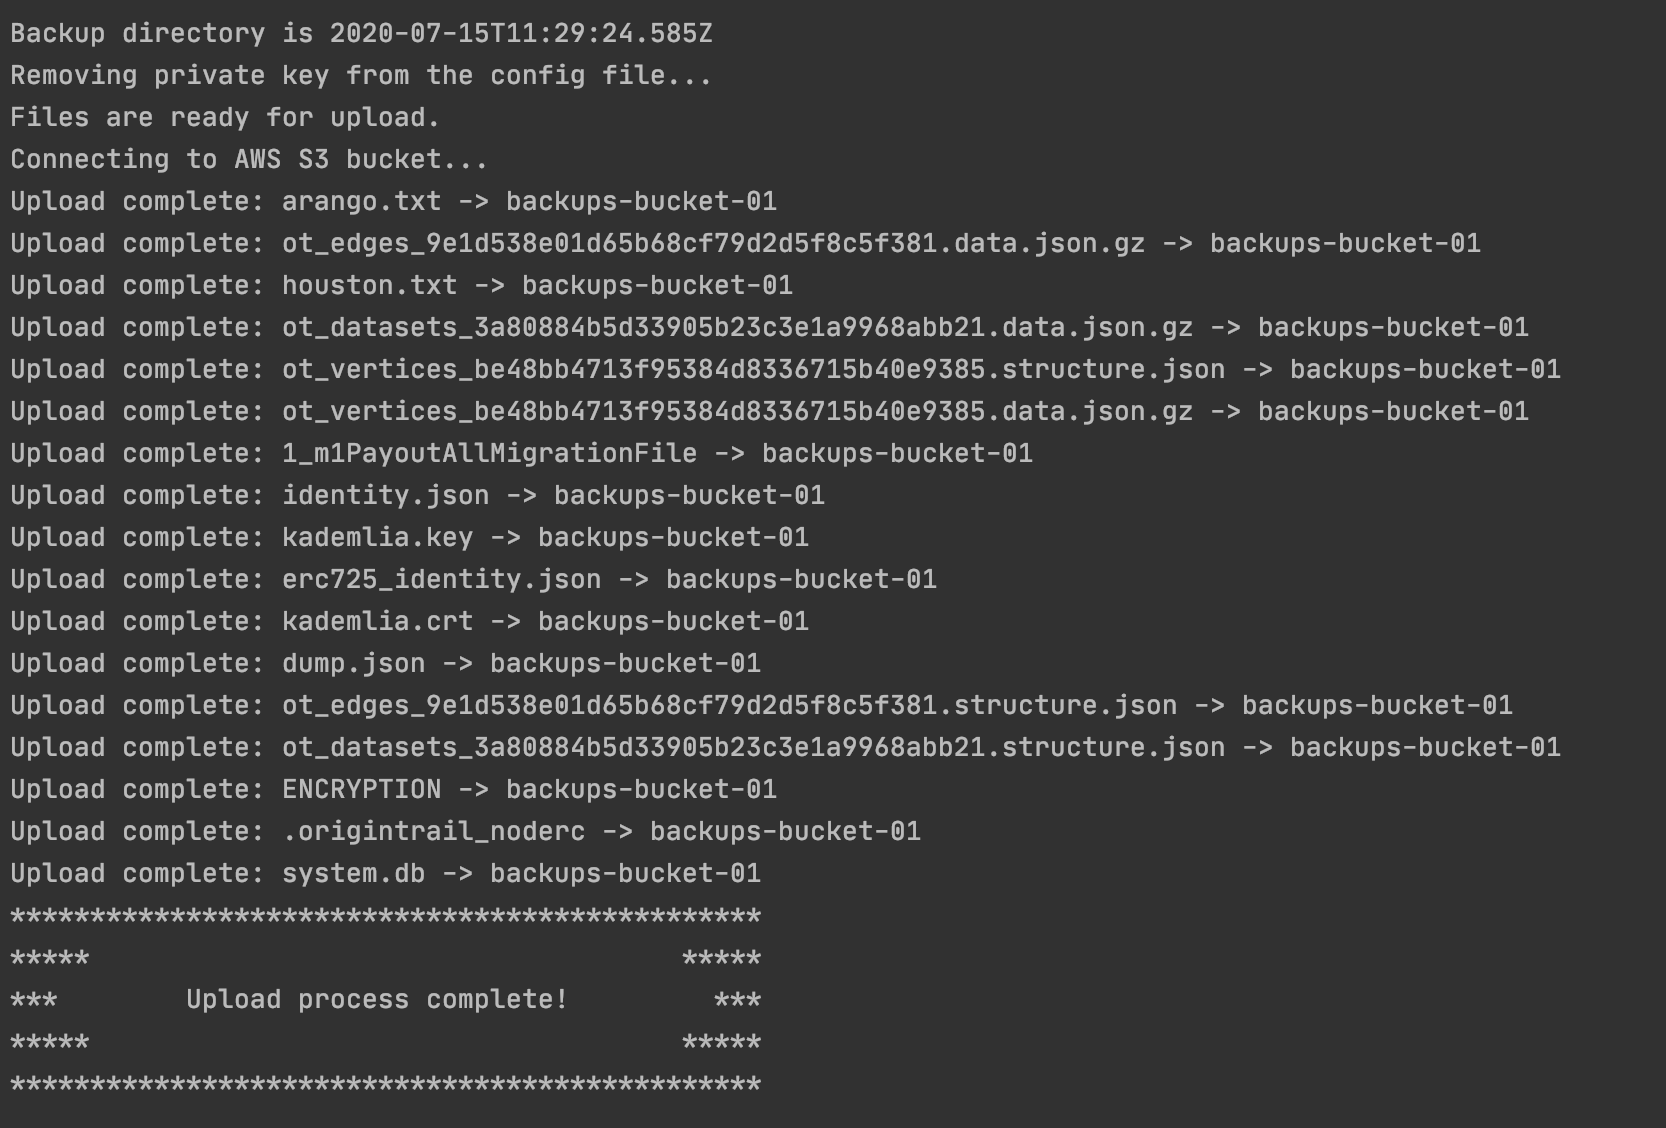 Backup directory is 2020-07-15T11:29:24.585Z
Removing private key from the config file...
Files are ready for upload.
Connecting to AWS S3 bucket...
Upload complete: arango.txt -> backups-bucket-01
Upload complete: ot_edges_9e1d538e01d65b68cf79d2d5f8c5f381.data.json.gz -> backups-bucket-01
Upload complete: houston.txt -> backups-bucket-01
Upload complete: ot_datasets_3a80884b5d33905b23c3e1a9968abb21.data.json.gz -> backups-bucket-01
Upload complete: ot_vertices_be48bb4713f95384d8336715b40e9385.structure.json -> backups-bucket-01
Upload complete: ot_vertices_be48bb4713f95384d8336715b40e9385.data.json.gz -> backups-bucket-01
Upload complete: 1_m1PayoutAllMigrationFile -> backups-bucket-01
Upload complete: identity.json -> backups-bucket-01
Upload complete: kademlia.key -> backups-bucket-01
Upload complete: erc725_identity.json -> backups-bucket-01
Upload complete: kademlia.crt -> backups-bucket-01
Upload complete: dump.json -> backups-bucket-01
Upload complete: ot_edges_9e1d538e01d65b68cf79d2d5f8c5f381.structure.json -> backups-bucket-01
Upload complete: ot_datasets_3a80884b5d33905b23c3e1a9968abb21.structure.json -> backups-bucket-01
Upload complete: ENCRYPTION -> backups-bucket-01
Upload complete: .origintrail_noderc -> backups-bucket-01
Upload complete: system.db -> backups-bucket-01
***********************************************
*****                                     *****
***        Upload process complete!         ***
*****                                     *****
***********************************************